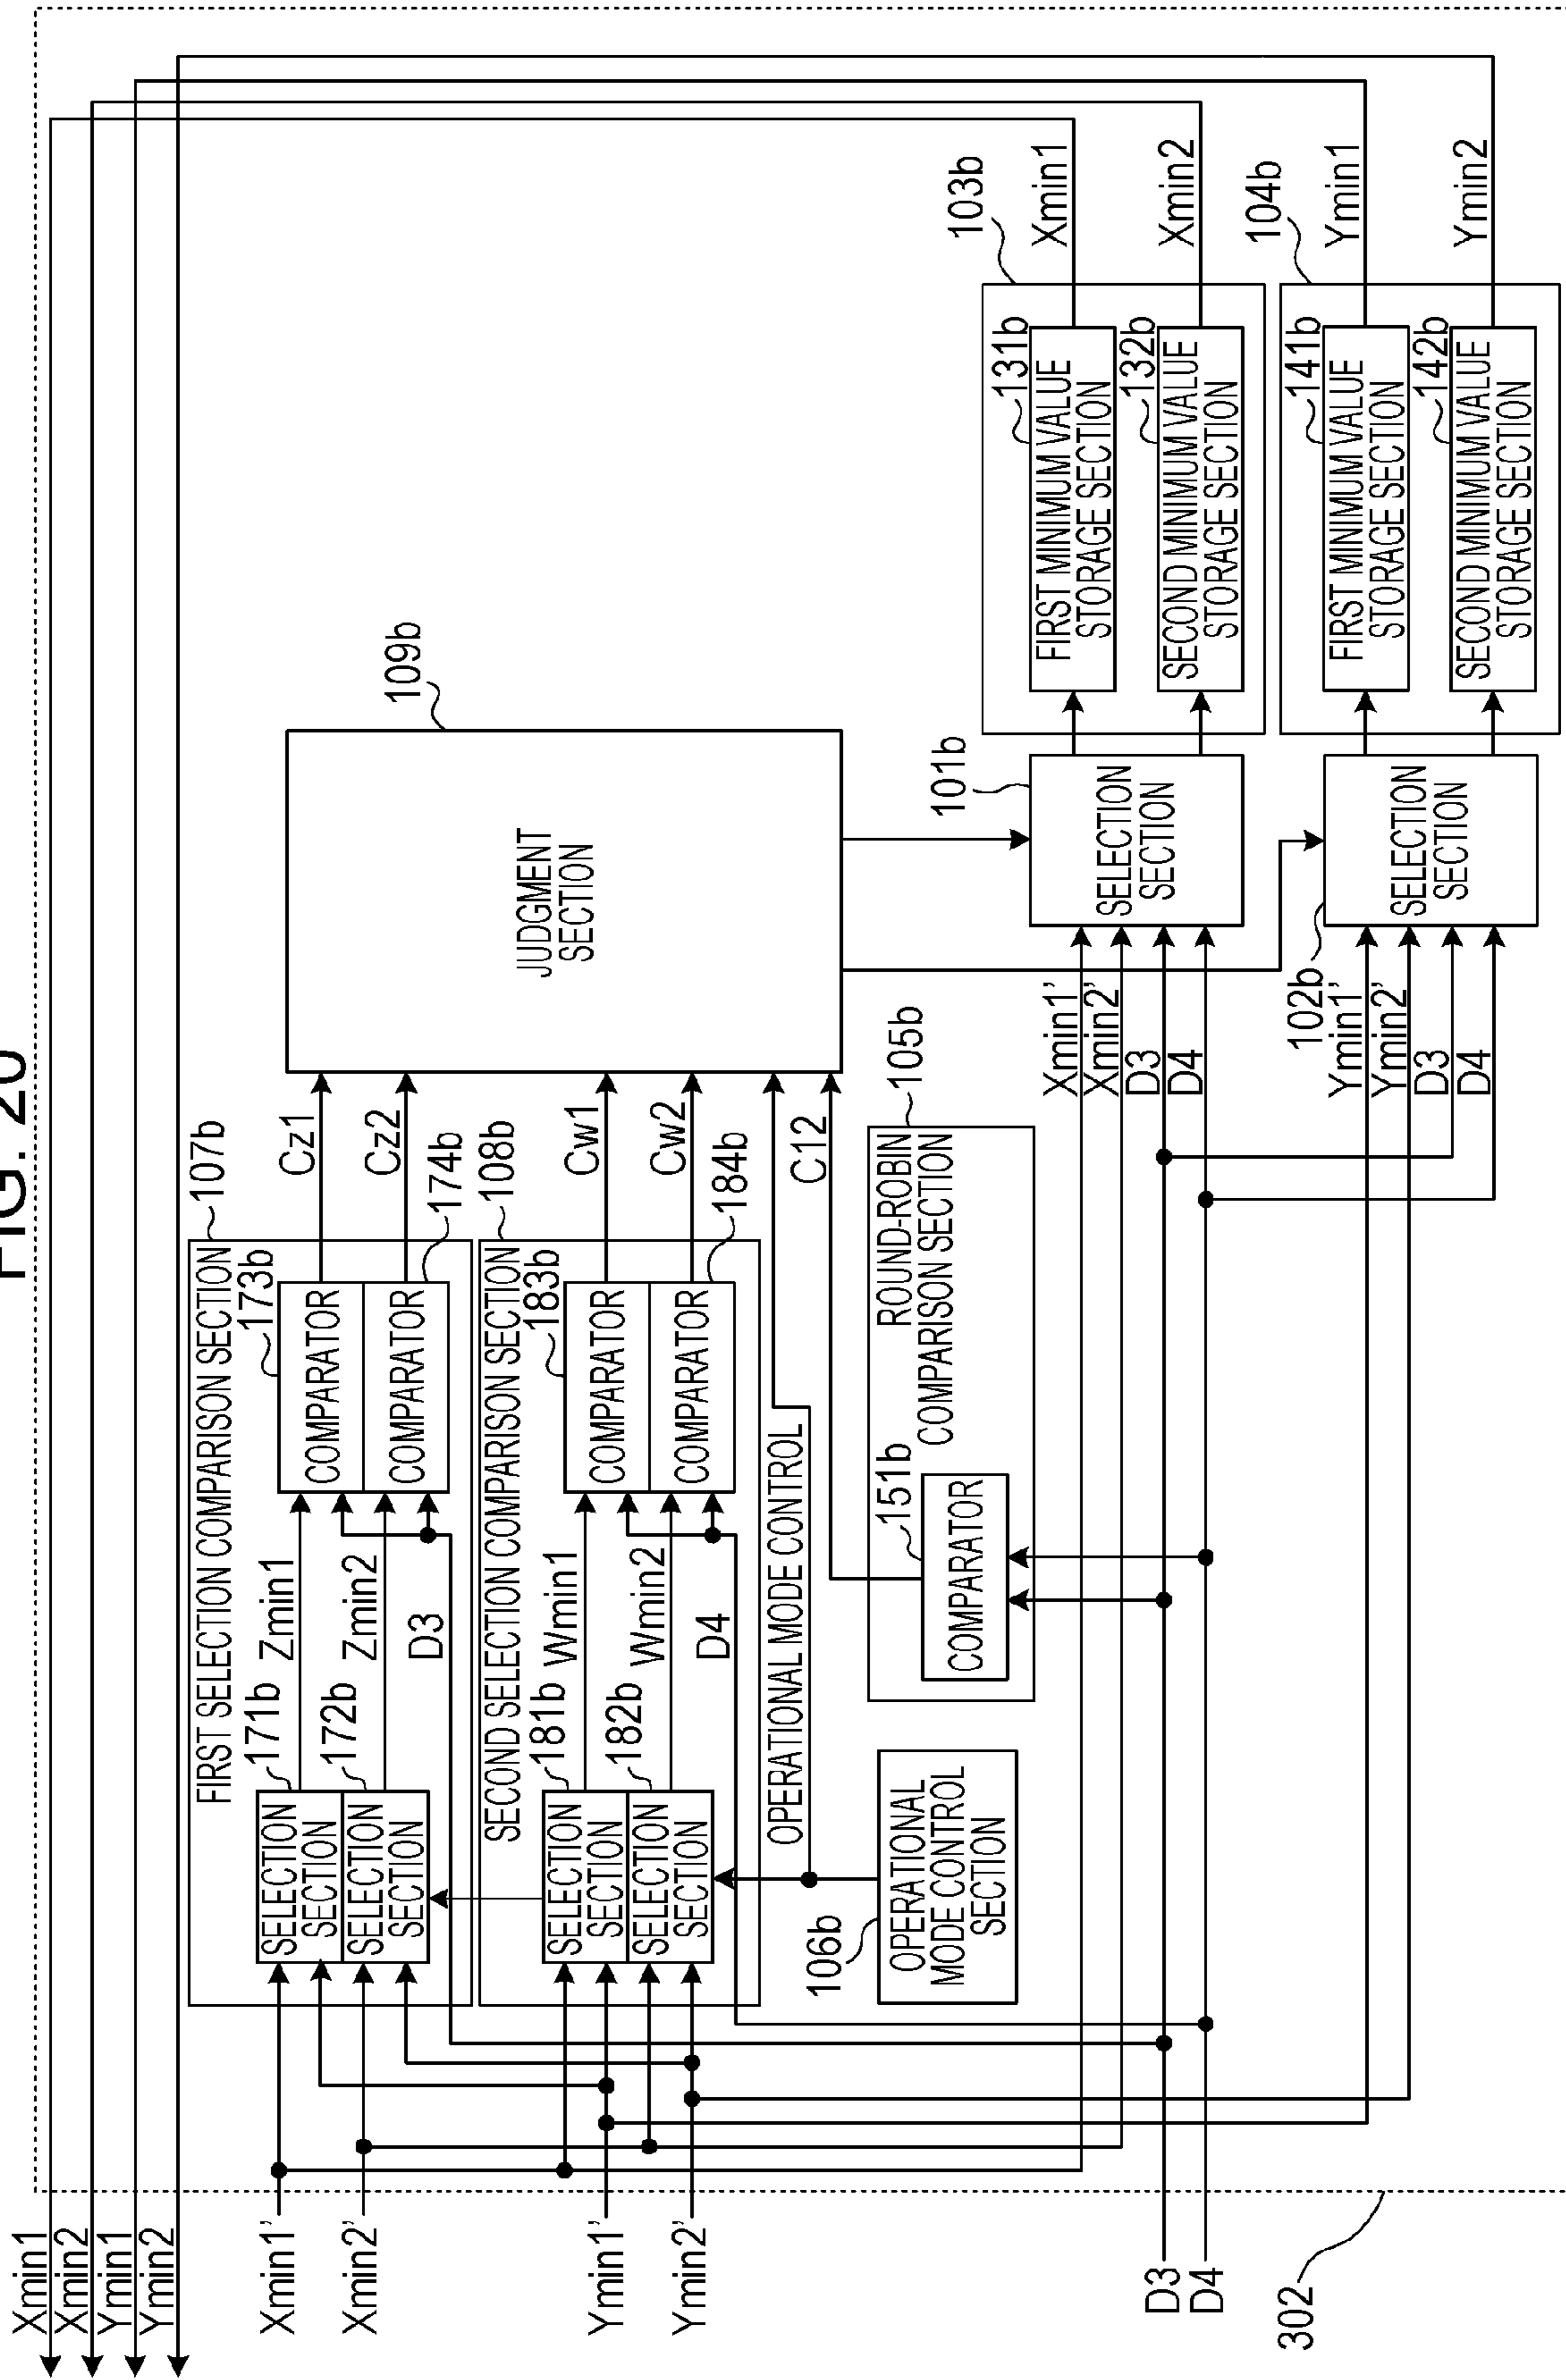 FIG. 20
Xmin1
Xmin2
Ymin1
Ymin2
Xmin1'
Xmin2'
Ymin1'
Ymin2'
D3
D4
302
107b
FIRST SELECTION COMPARISON SECTION
SELECTION
SECTION
171b
SELECTION
SECTION
172b
Zmin1
Zmin2
D3
173b
COMPARATOR
COMPARATOR
174b
Cz1
Cz2
108b
SECOND SELECTION COMPARISON SECTION
SELECTION
SECTION
181b
SELECTION
SECTION
182b
Wmin1
Wmin2
D4
183b
COMPARATOR
COMPARATOR
184b
Cw1
Cw2
OPERATIONAL MODE CONTROL
C12
106b
OPERATIONAL
MODE CONTROL
SECTION
105b
ROUND-ROBIN
COMPARISON SECTION
151b
COMPARATOR
109b
JUDGMENT
SECTION
Xmin1'
Xmin2'
D3
D4
101b
SELECTION
SECTION
102b
Ymin1'
Ymin2'
D3
D4
SELECTION
SECTION
103b
131b
FIRST MINIMUM VALUE
STORAGE SECTION
132b
SECOND MINIMUM VALUE
STORAGE SECTION
Xmin1
Xmin2
104b
141b
FIRST MINIMUM VALUE
STORAGE SECTION
142b
SECOND MINIMUM VALUE
STORAGE SECTION
Ymin1
Ymin2